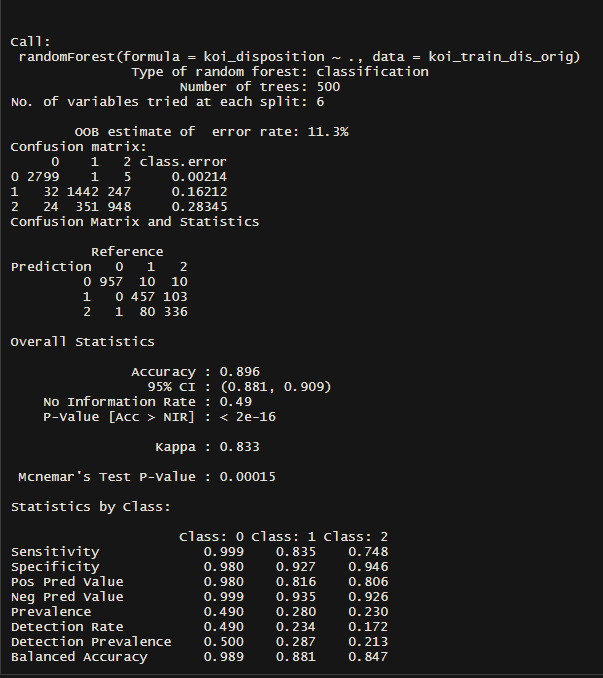 Call:
 randomForest(formula = koi_disposition ~ ., data = koi_train_dis_orig)
               Type of random forest: classification
                     Number of trees: 500
No. of variables tried at each split: 6

        OOB estimate of  error rate: 11.3%
Confusion matrix:
     0    1   2 class.error
0 2799    1   5     0.00214
1   32 1442 247     0.16212
2   24  351 948     0.28345
Confusion Matrix and Statistics

          Reference
Prediction   0   1   2
         0 957  10  10
         1   0 457 103
         2   1  80 336

Overall Statistics

               Accuracy : 0.896
                 95% CI : (0.881, 0.909)
    No Information Rate : 0.49
    P-Value [Acc > NIR] : < 2e-16

                  Kappa : 0.833

 Mcnemar's Test P-Value : 0.00015

Statistics by Class:

                     Class: 0 Class: 1 Class: 2
Sensitivity             0.999    0.835    0.748
Specificity             0.980    0.927    0.946
Pos Pred Value          0.980    0.816    0.806
Neg Pred Value          0.999    0.935    0.926
Prevalence              0.490    0.280    0.230
Detection Rate          0.490    0.234    0.172
Detection Prevalence    0.500    0.287    0.213
Balanced Accuracy       0.989    0.881    0.847